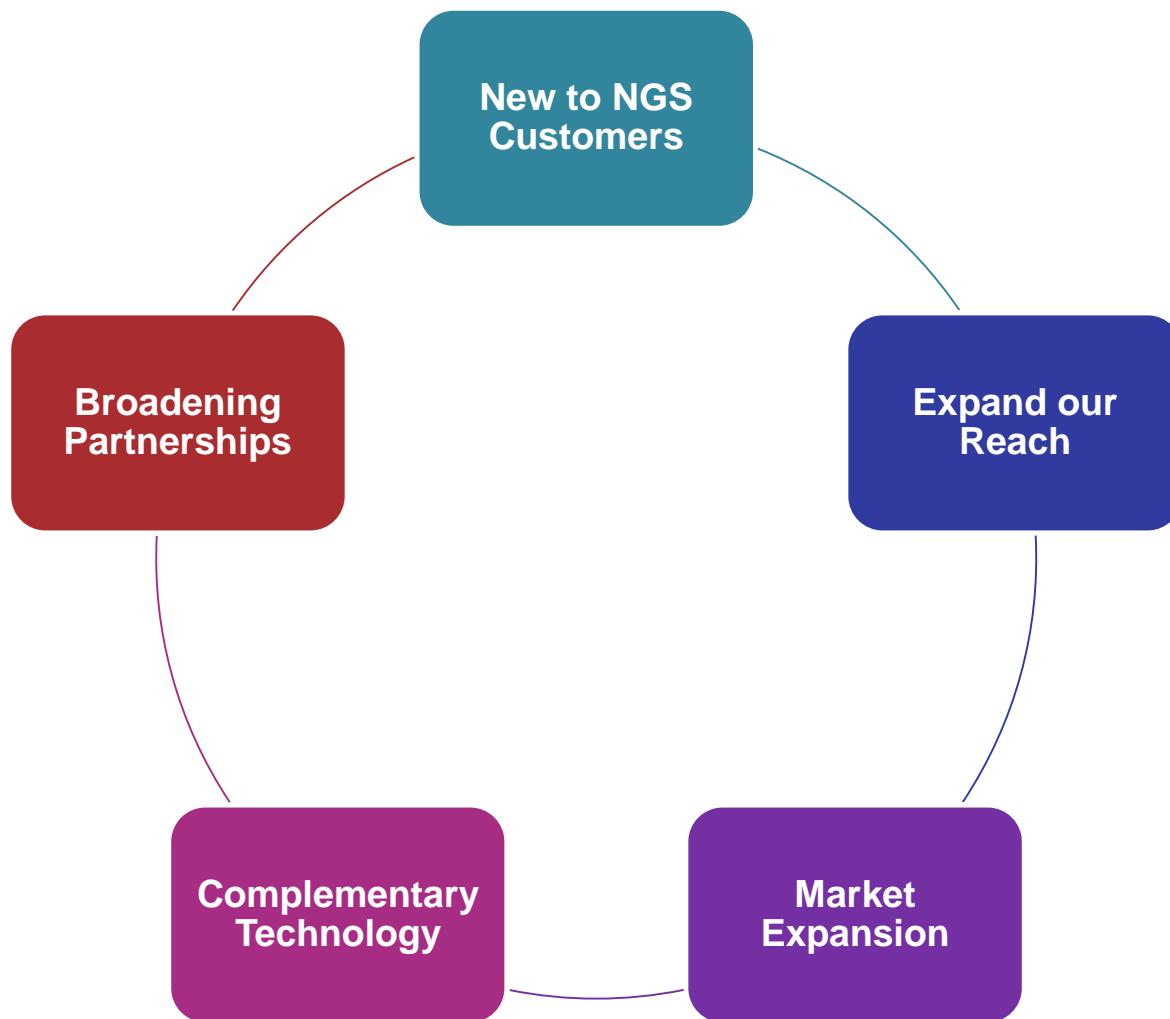 New to NGS
Customers
Expand our
Reach
Market
Expansion
Complementary
Technology
Broadening
Partnerships